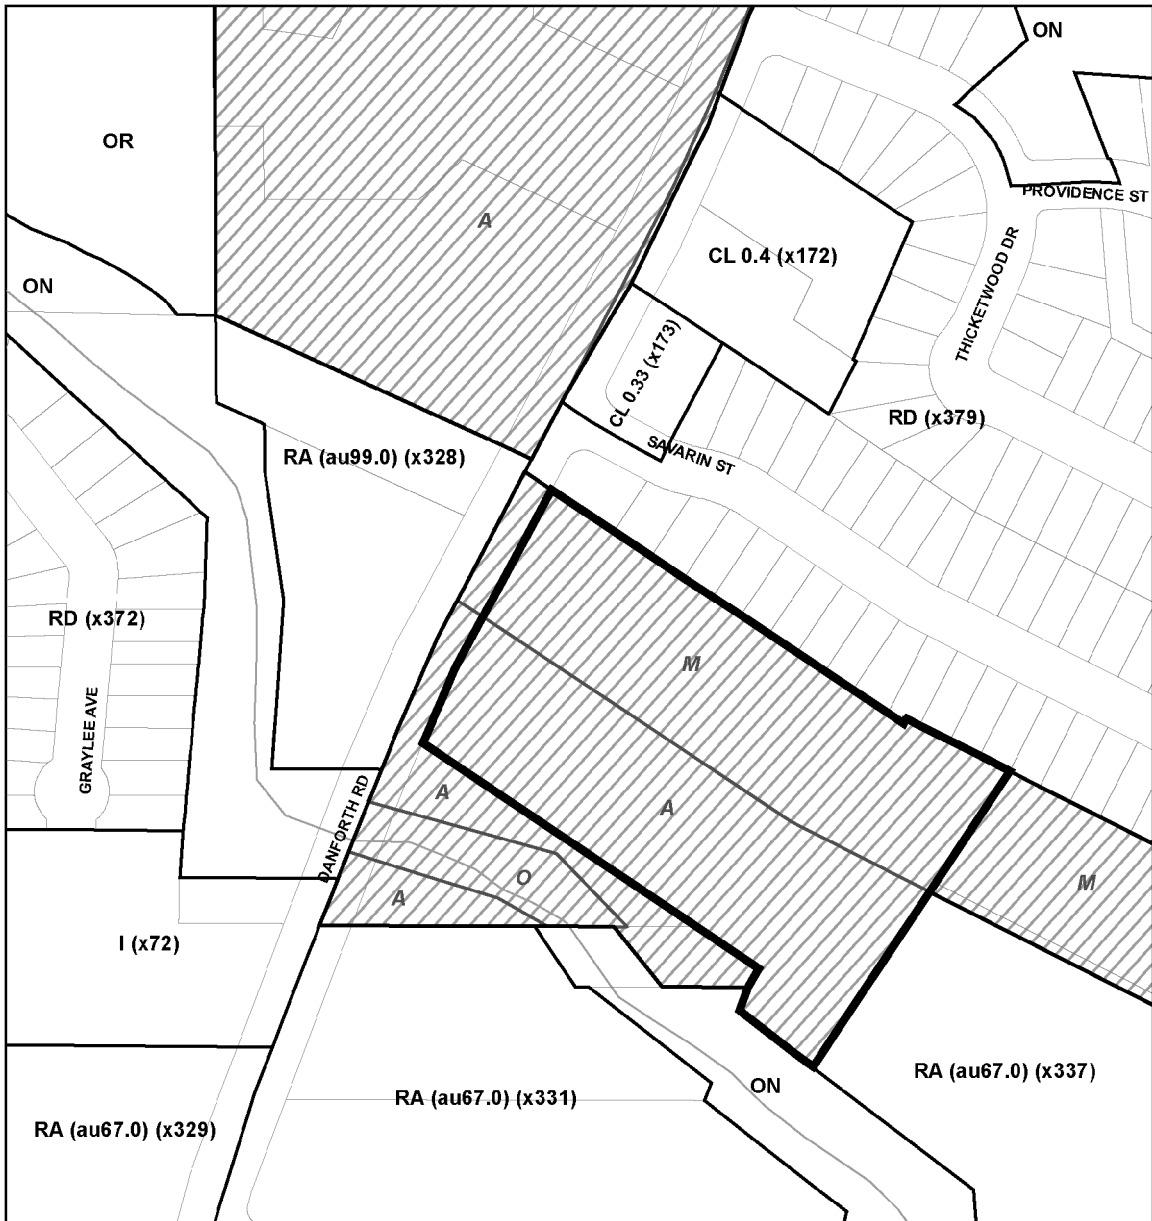 ON
OR
PROVIDENCE ST
A
THICKETWOOD DR
CL 0.4 (x172)
ON
CL 0.33 (x173)
RD (x379)
SAVARIN ST
RA (au99.0) (x328)
RD (x372)
M
GRAYLEE AVE
A
A
DANFORTH RD
O
M
A
I (x72)
RA (au67.0) (x337)
ON
RA (au67.0) (x331)
RA (au67.0) (x329)